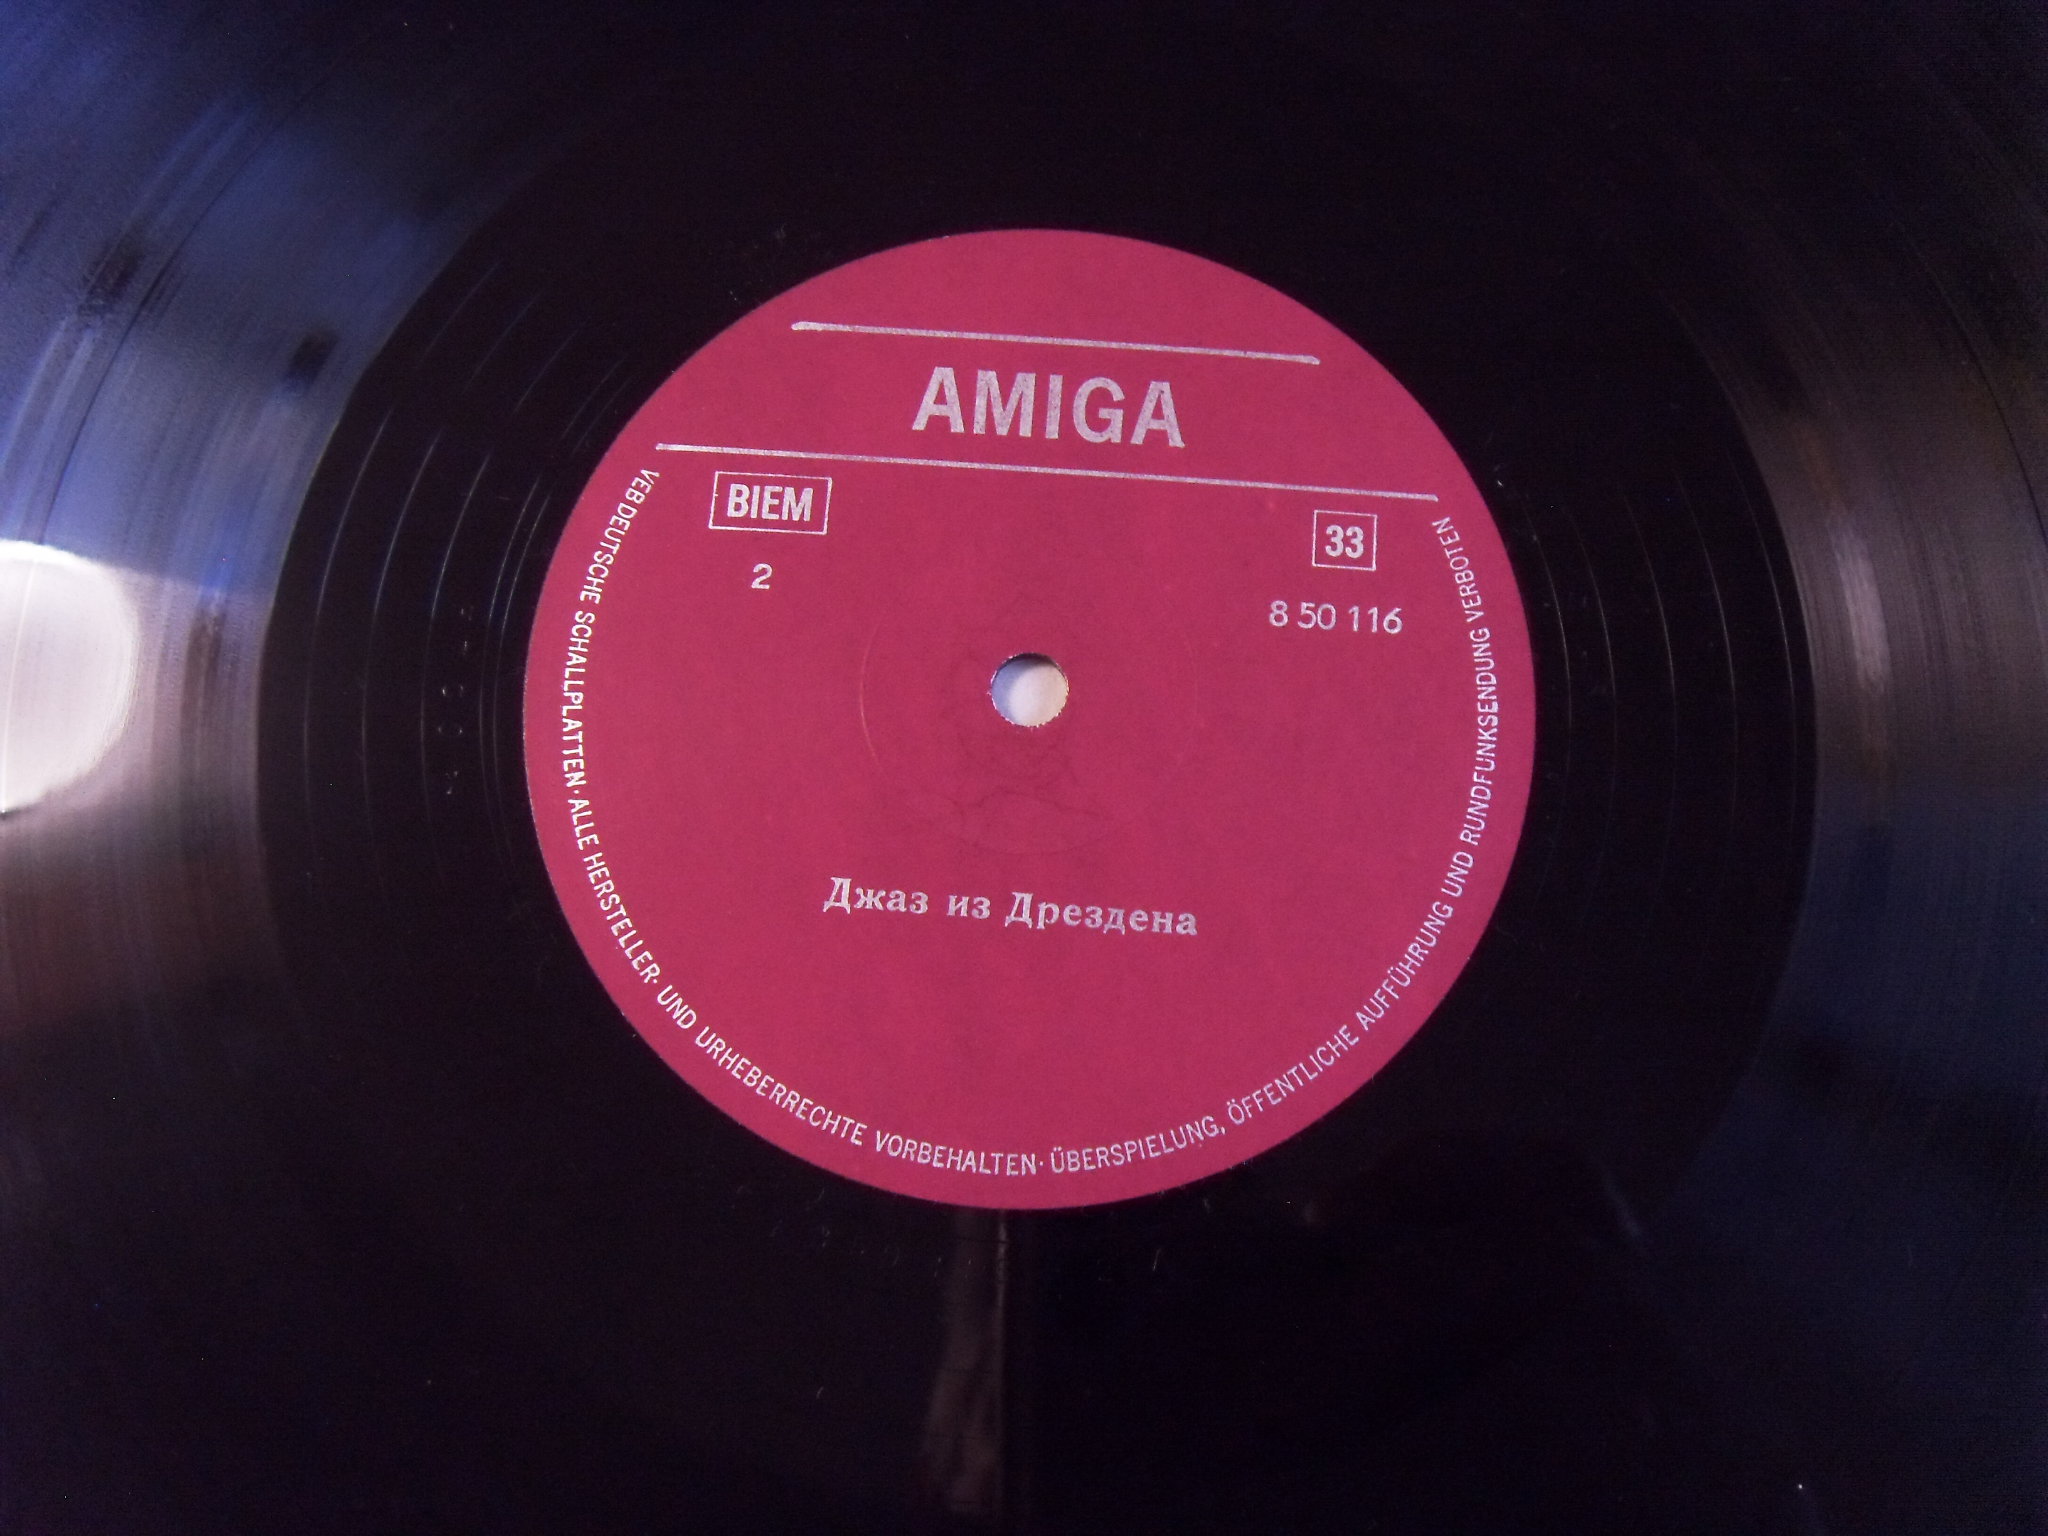 AMIGA
BIEM
33
2
8 50 116
Джаз из Дрездена
VEB DEUTSCHE SCHALLPLATTEN · ALLE HERSTELLER- UND URHEBERRECHTE VORBEHALTEN · ÜBERSPIELUNG, ÖFFENTLICHE AUFFÜHRUNG UND RUNDFUNKSENDUNG VERBOTEN